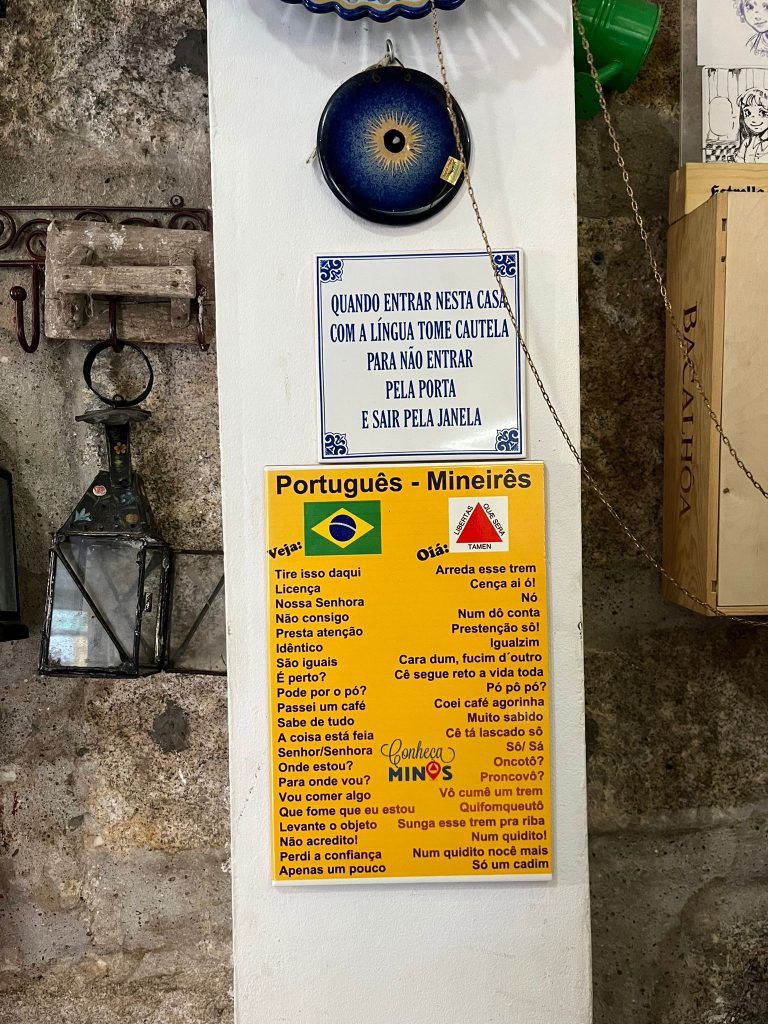 QUANDO ENTRAR NESTA CASA
COM A LÍNGUA TOME CAUTELA
PARA NÃO ENTRAR
PELA PORTA
E SAIR PELA JANELA
Português - Mineirês
Veja:
Oiá:
LIBERTAS QUÆ SERA
TAMEN
Tire isso daqui Arreda esse trem
Licença Cença ai ó!
Nossa Senhora Nó
Não consigo Num dô conta
Presta atenção Prestenção sô!
Idêntico Igualzim
São iguais Cara dum, fucim d´outro
É perto? Cê segue reto a vida toda
Pode por o pó? Pó pô pó?
Passei um café Coei café agorinha
Sabe de tudo Muito sabido
A coisa está feia Cê tá lascado sô
Senhor/Senhora Sô/ Sá
Onde estou? Oncotô?
Para onde vou? Proncovô?
Vou comer algo Vô cumê um trem
Que fome que eu estou Quifomqueutô
Levante o objeto Sunga esse trem pra riba
Não acredito! Num quidito!
Perdi a confiança Num quidito nocê mais
Apenas um pouco Só um cadim
Conheça
MINAS
Estrella
BACALHÔA